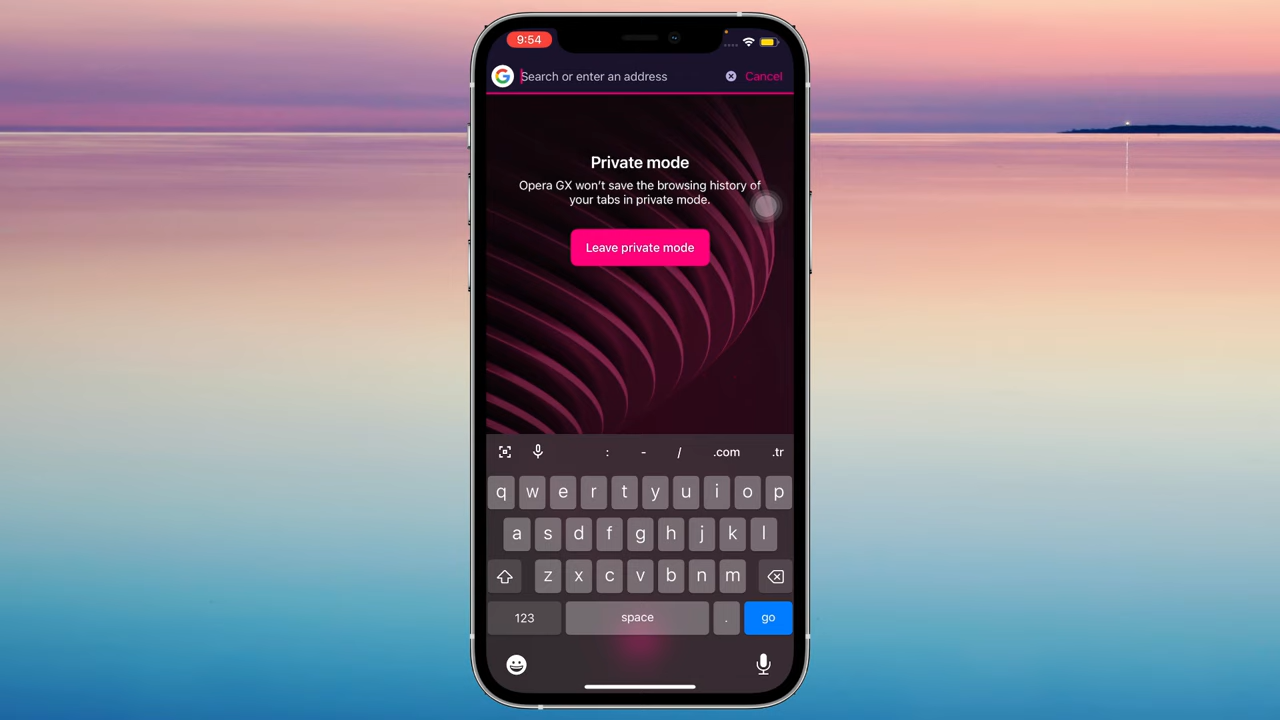 9:54
Search or enter an address
Cancel
Private mode
Opera GX won't save the browsing history of
your tabs in private mode.
Leave private mode
: - / .com .tr
q w e r t y u i o p
a s d f g h j k l
z x c v b n m
123 space . go